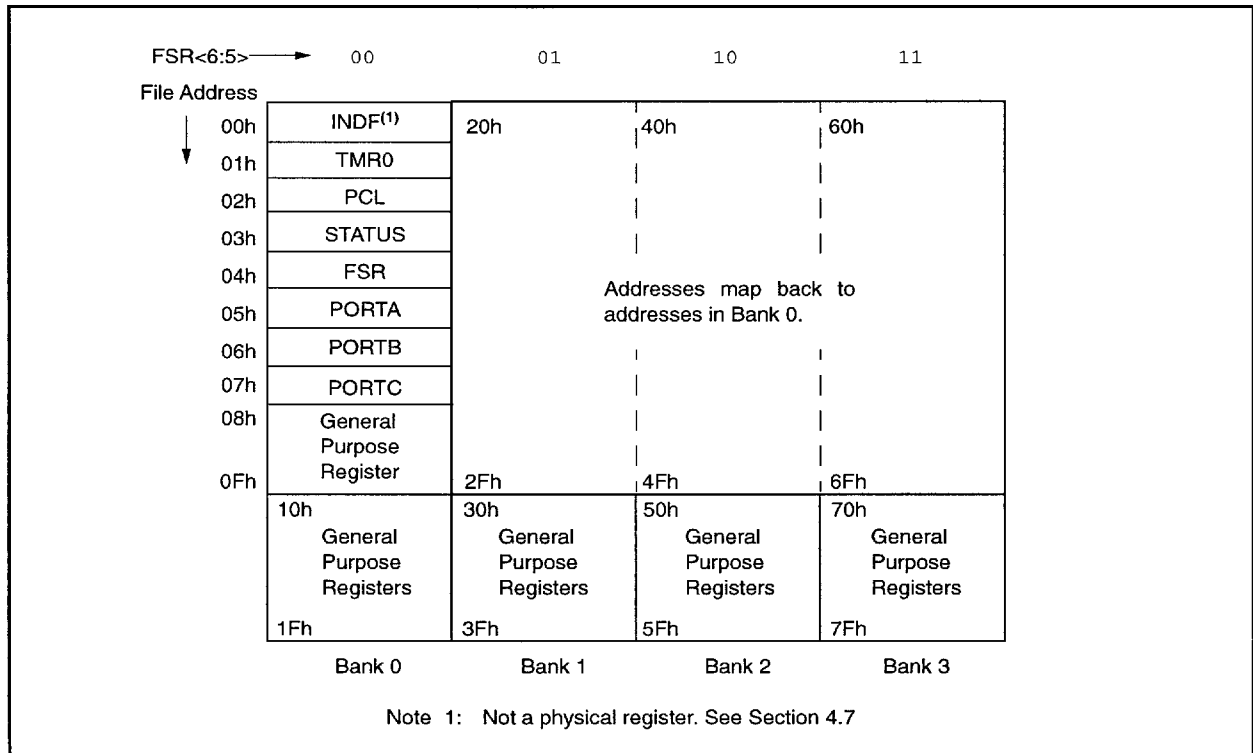 FSR<6:5> 00 01 10 11
File Address
00h INDF(1) 20h 40h 60h
01h TMR0
02h PCL
03h STATUS
04h FSR
Addresses map back to
05h PORTA addresses in Bank 0.
06h PORTB
07h PORTC
08h General
Purpose
0Fh Register 2Fh 4Fh 6Fh
10h 30h 50h 70h
General General General General
Purpose Purpose Purpose Purpose
Registers Registers Registers Registers
1Fh 3Fh 5Fh 7Fh
Bank 0 Bank 1 Bank 2 Bank 3
Note 1: Not a physical register. See Section 4.7